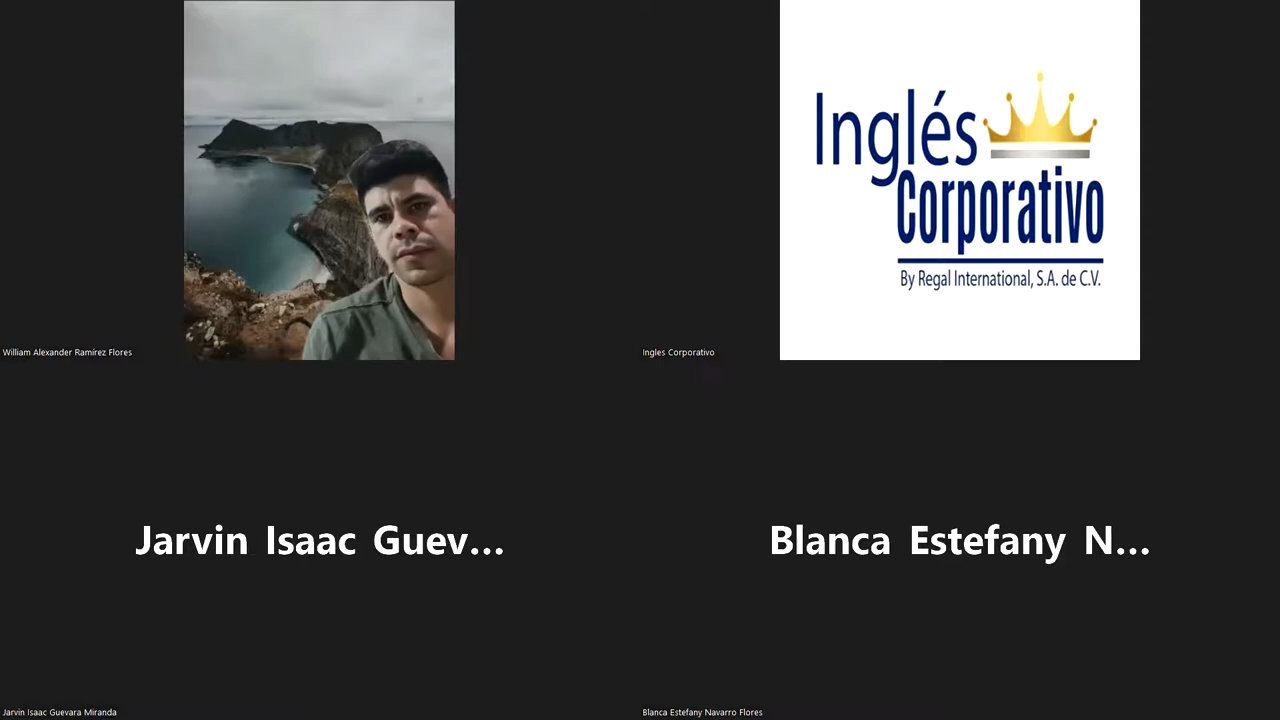 Inglés
Corporativo
By Regal International, S.A. de C.V.
William Alexander Ramírez Flores
Ingles Corporativo
Jarvin Isaac Guev...
Blanca Estefany N...
Jarvin Isaac Guevara Miranda
Blanca Estefany Navarro Flores